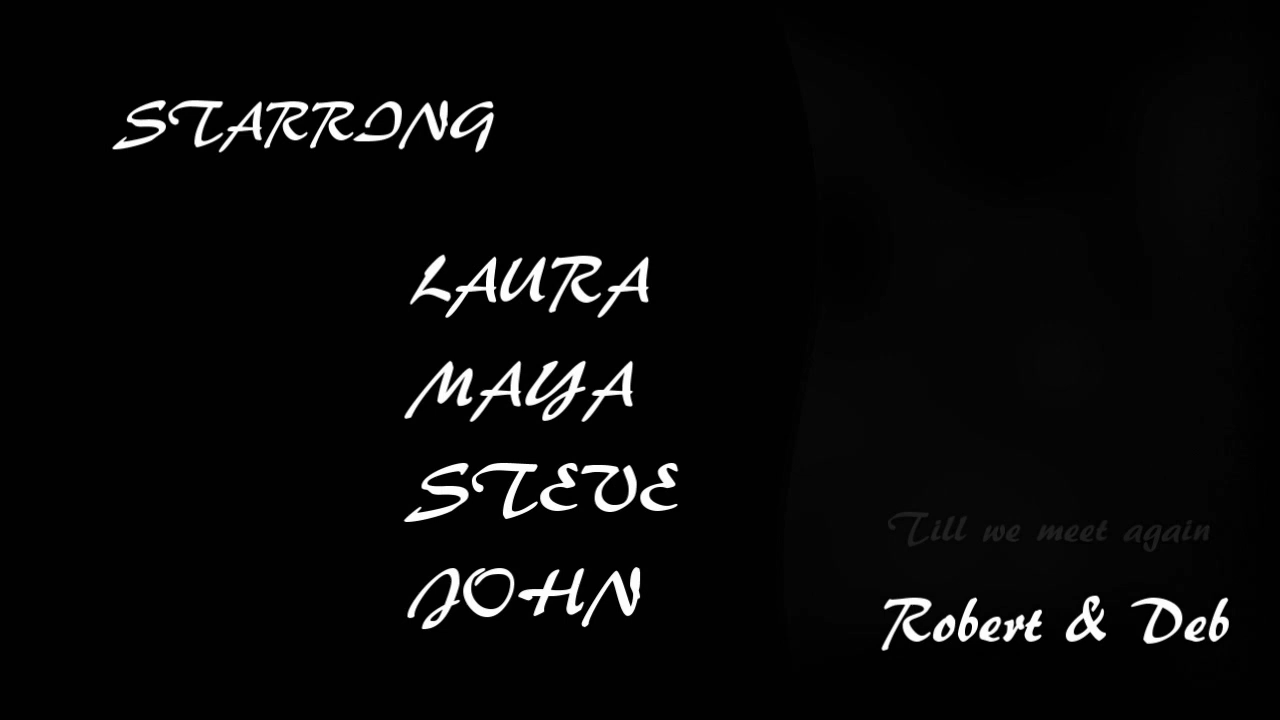 STARRING
LAURA
MAYA
STEVE
JOHN
Till we meet again
Robert & Deb